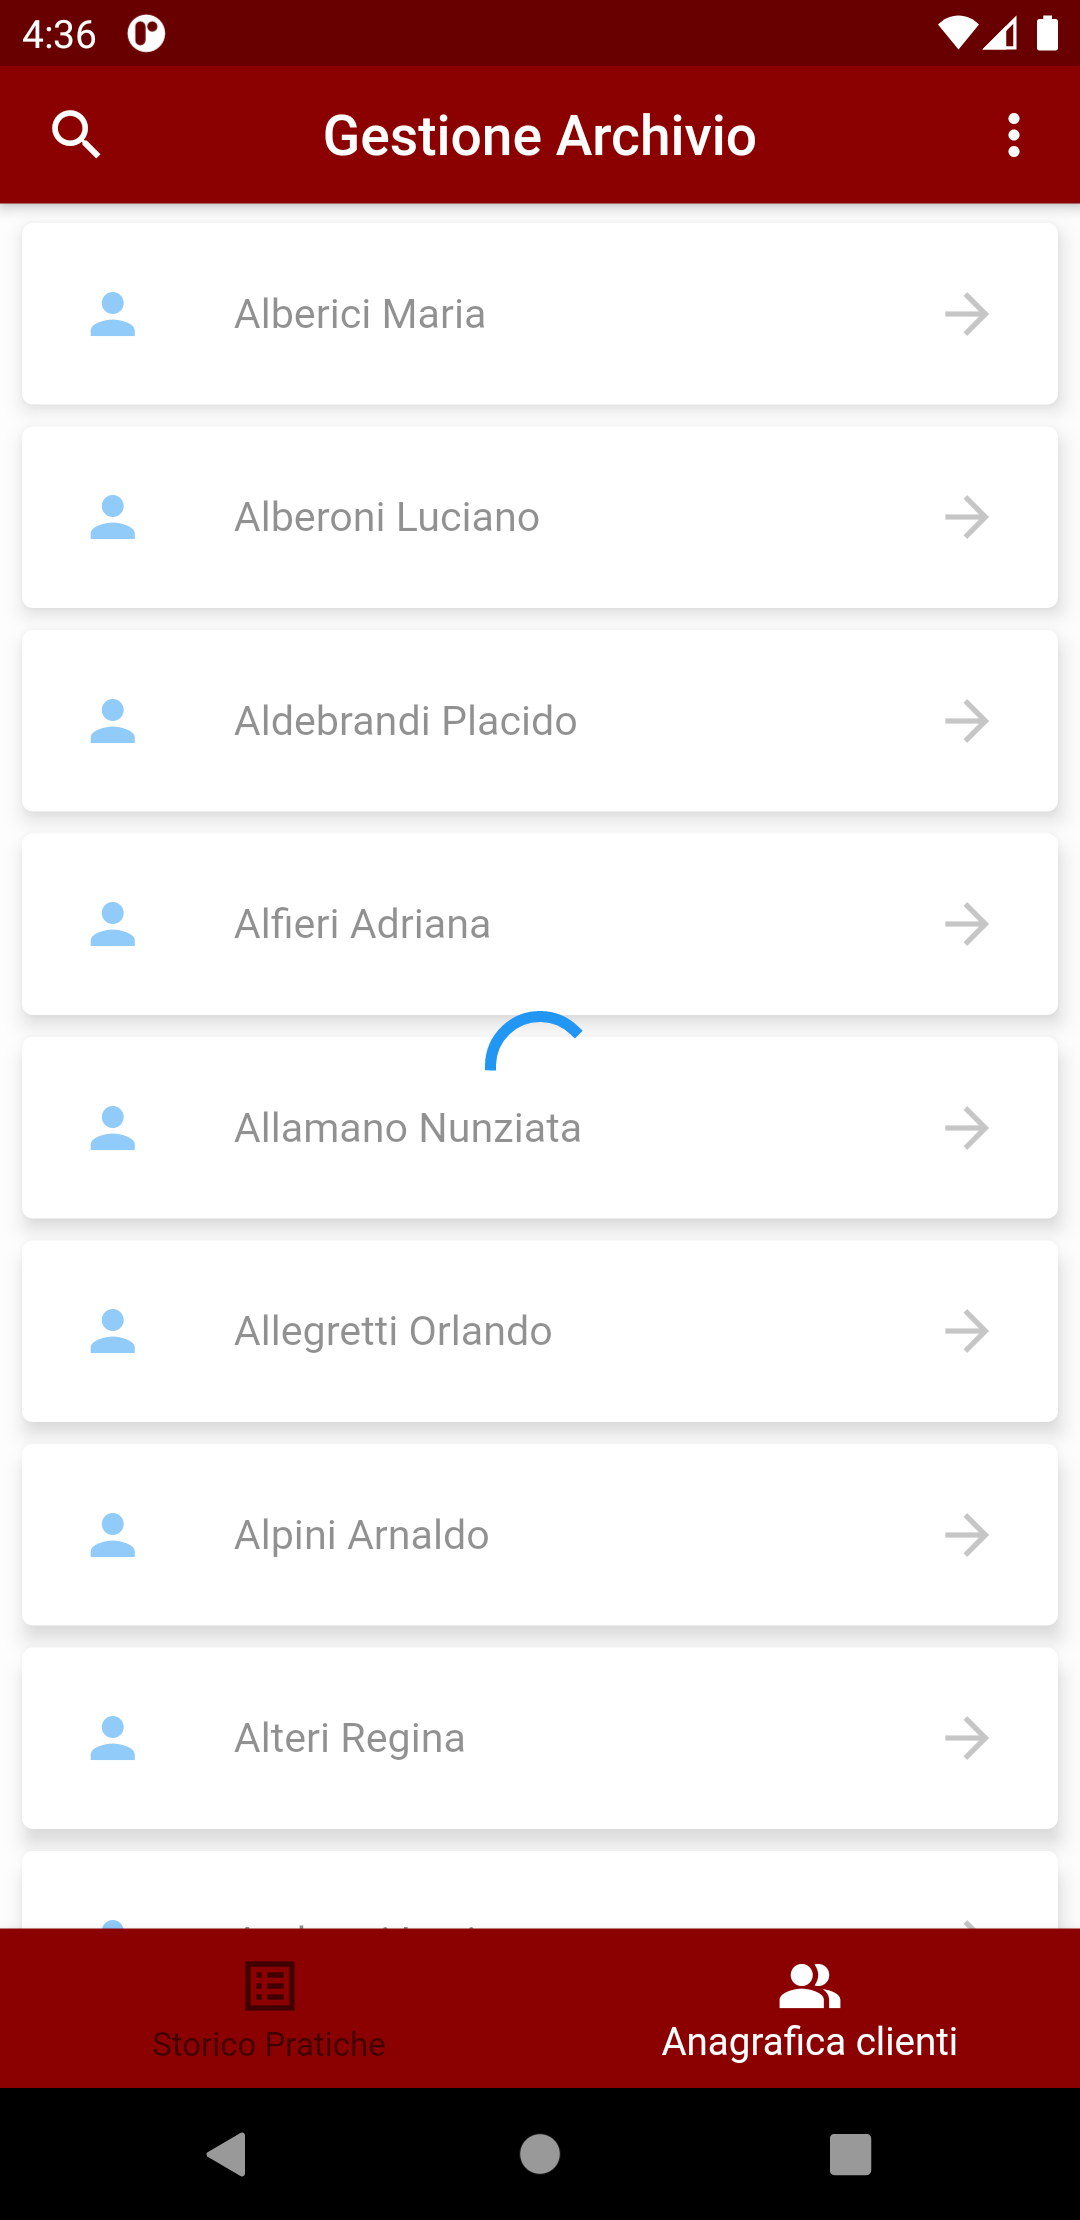 4:36
Gestione Archivio
Alberici Maria
Alberoni Luciano
Aldebrandi Placido
Alfieri Adriana
Allamano Nunziata
Allegretti Orlando
Alpini Arnaldo
Alteri Regina
Storico Pratiche
Anagrafica clienti